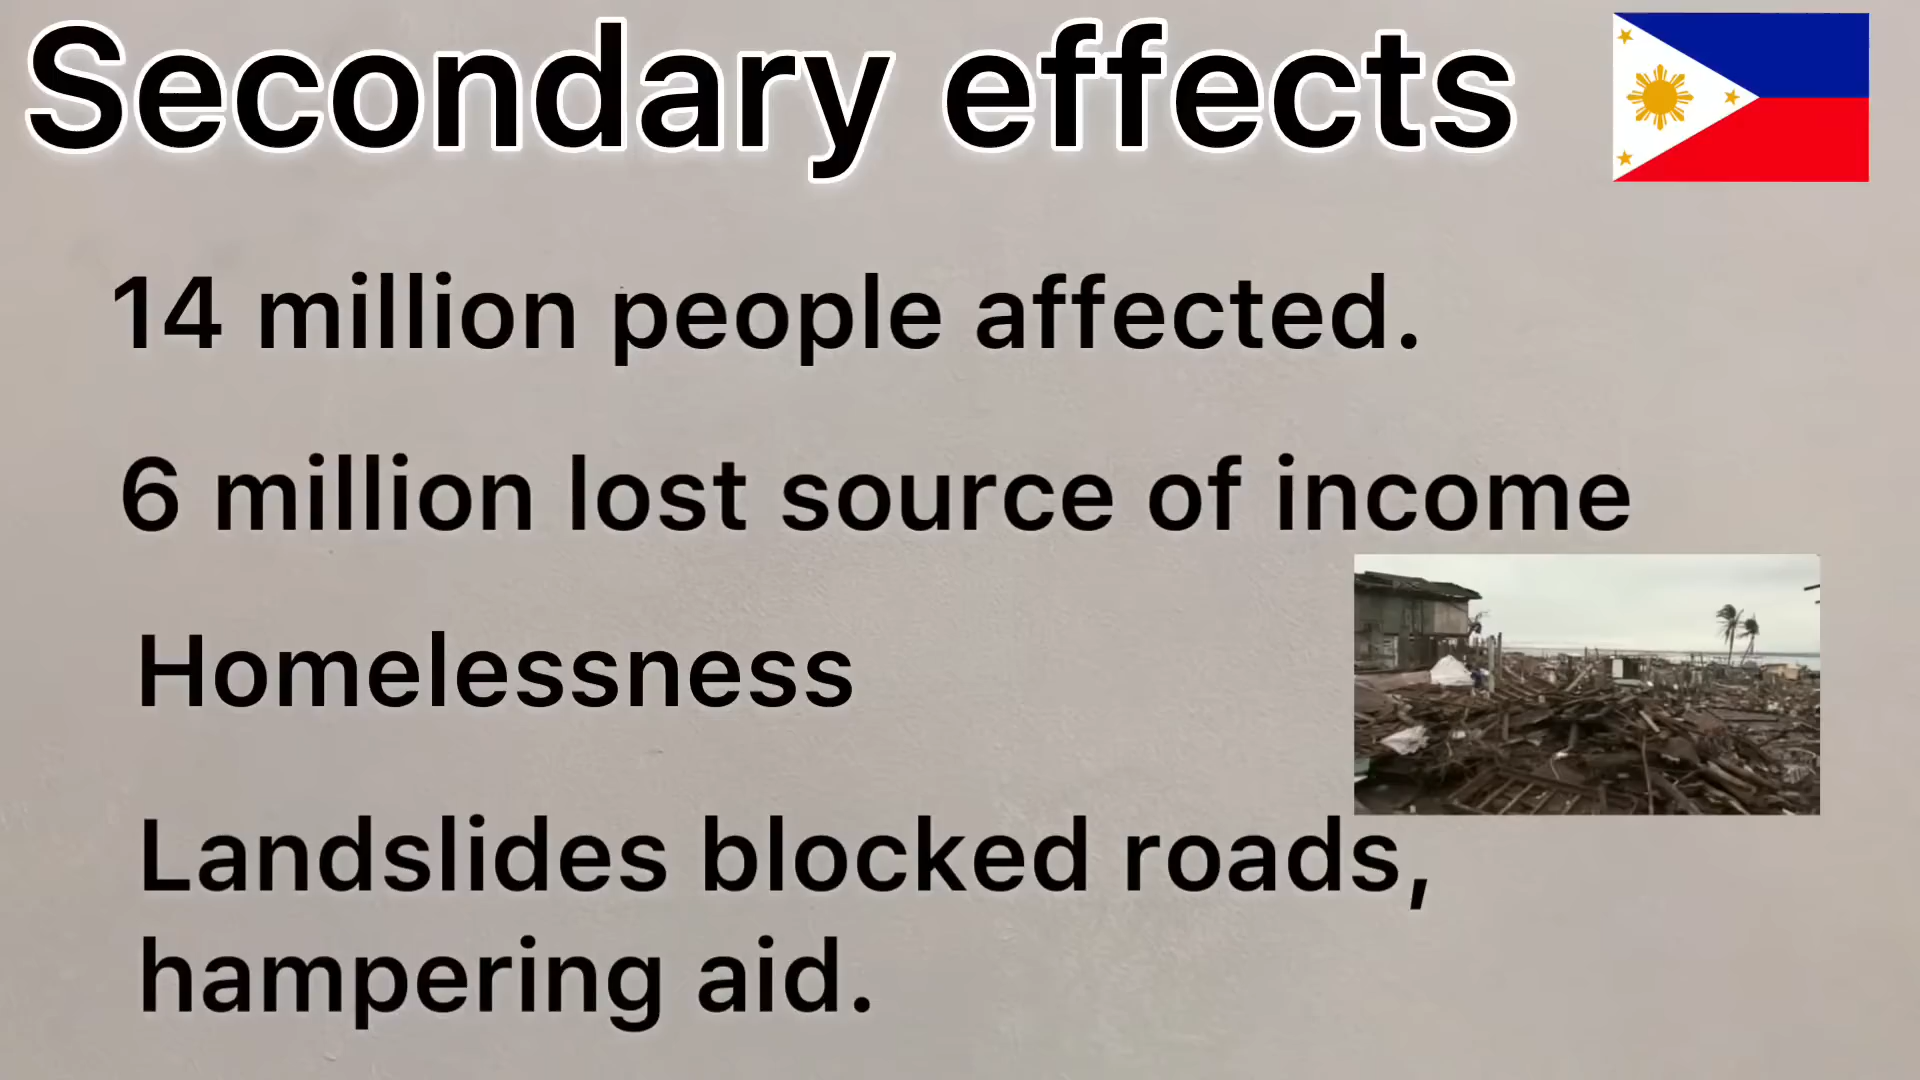 Secondary effects
14 million people affected.
6 million lost source of income
Homelessness
Landslides blocked roads,
hampering aid.